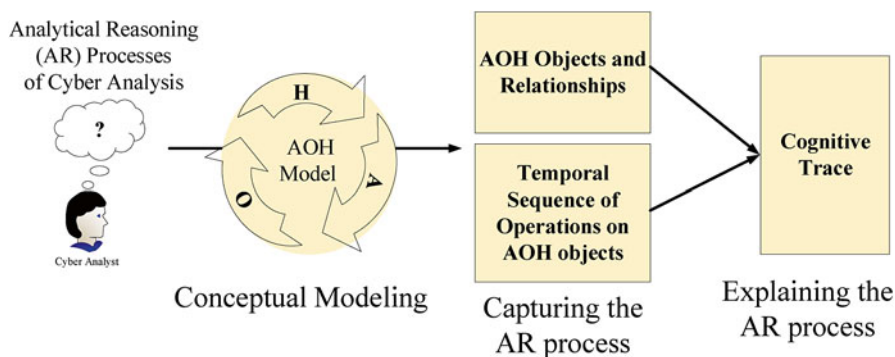 Analytical Reasoning
(AR) Processes
of Cyber Analysis
?
Cyber Analyst
H
AOH
Model
O
A
Conceptual Modeling
AOH Objects and
Relationships
Temporal
Sequence of
Operations on
AOH objects
Capturing the
AR process
Cognitive
Trace
Explaining the
AR process